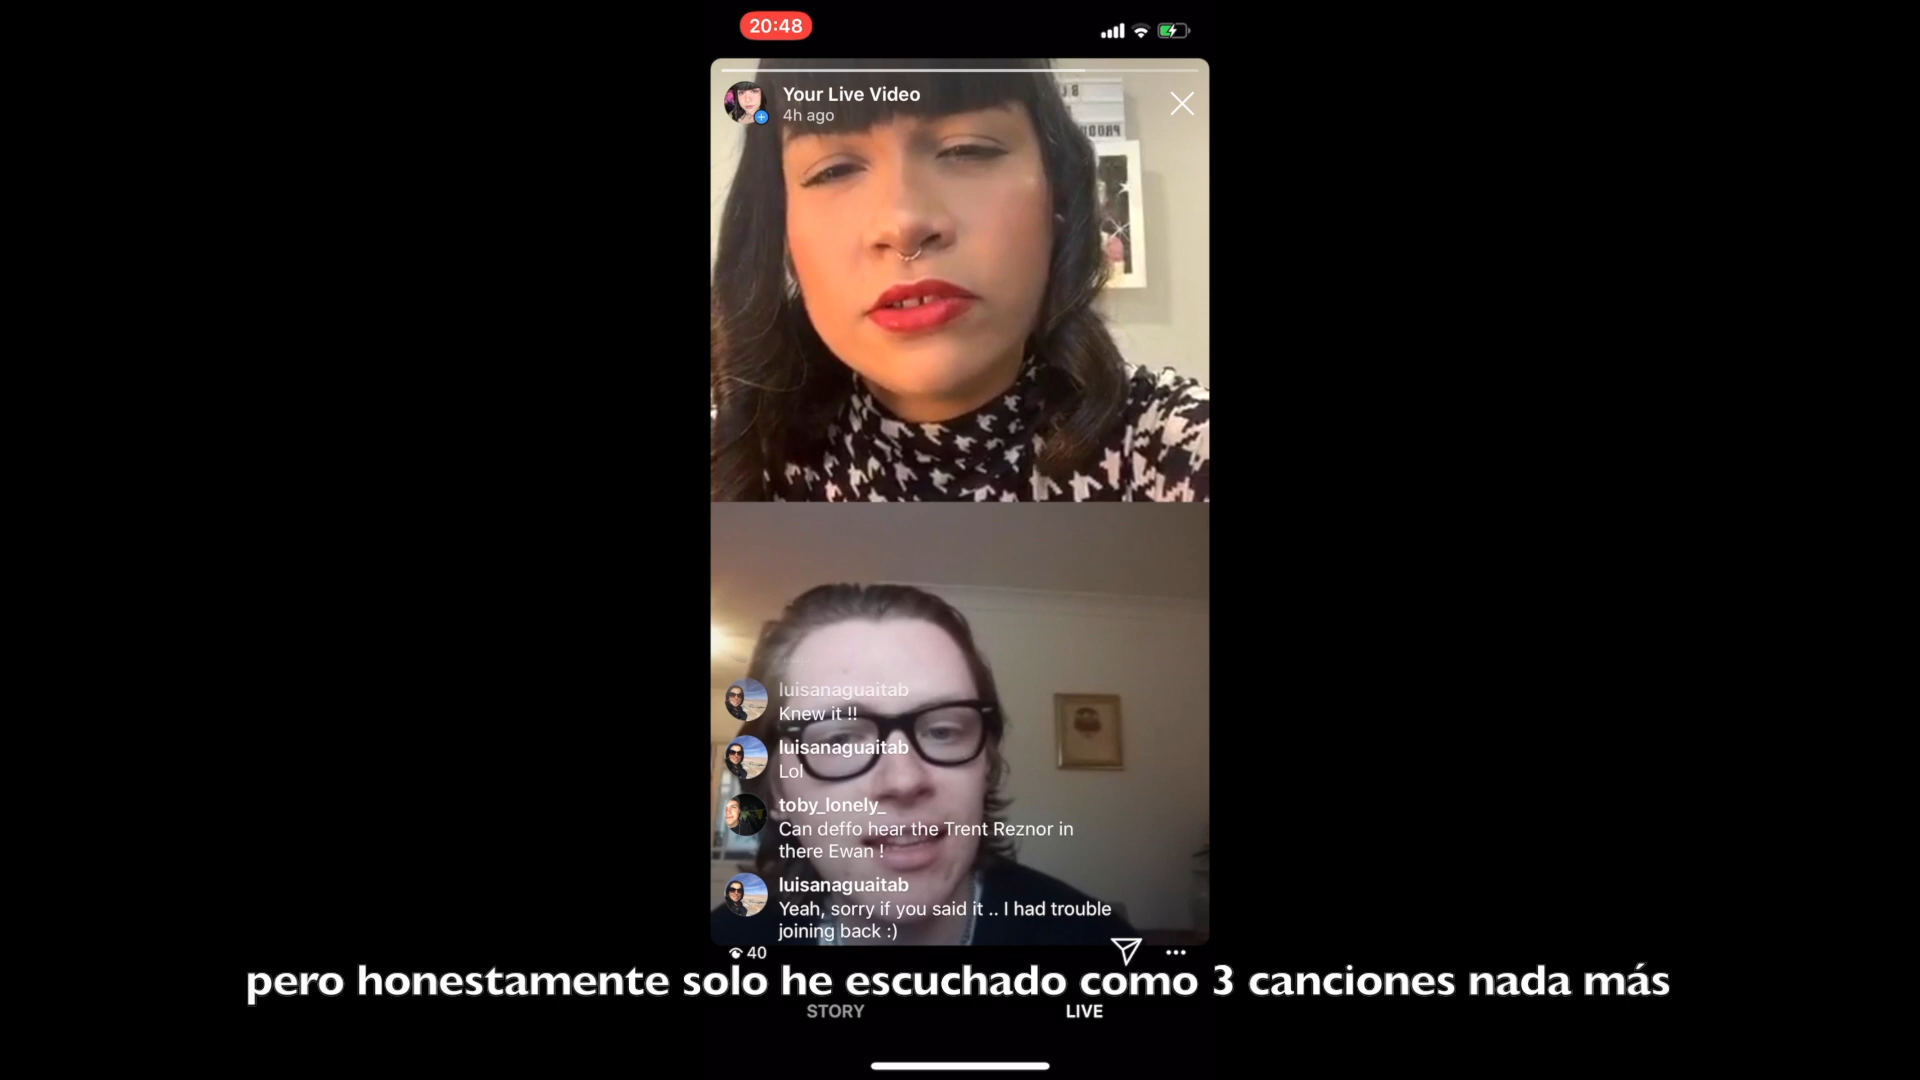 20:48
Your Live Video
4h ago
luisanaguaitab
Knew it !!
luisanaguaitab
Lol
toby_lonely_
Can deffo hear the Trent Reznor in
there Ewan !
luisanaguaitab
Yeah, sorry if you said it .. I had trouble
joining back :)
40
pero honestamente solo he escuchado como 3 canciones nada más
STORY
LIVE